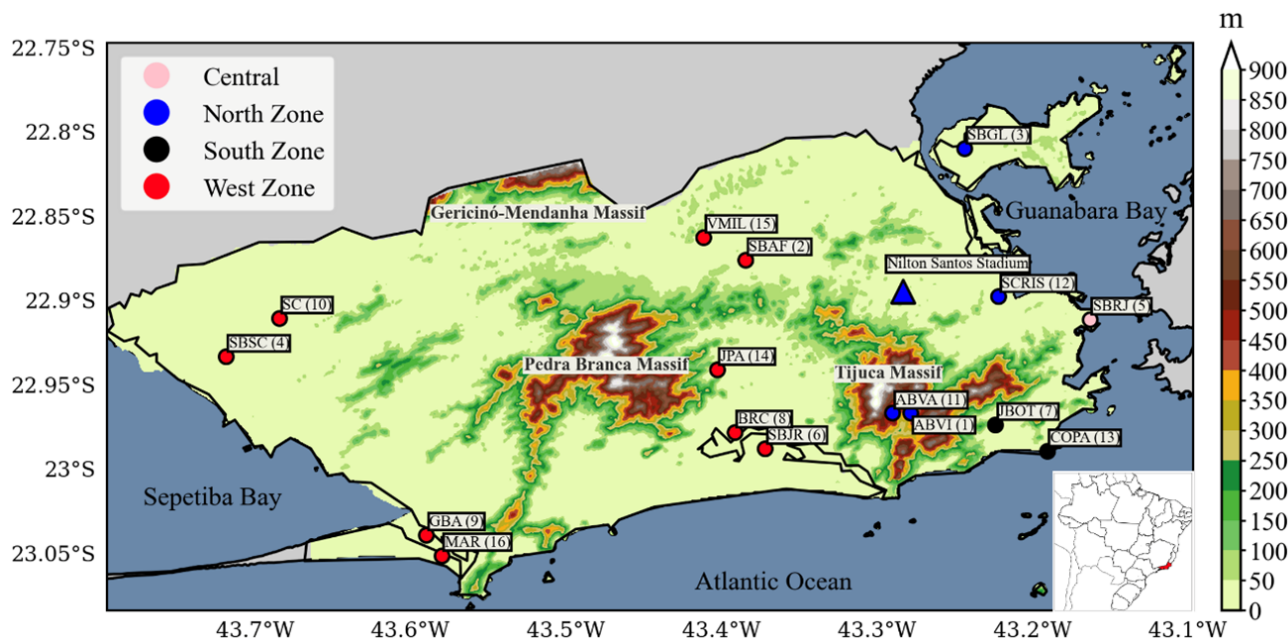 m
22.75°S
22.8°S
22.85°S
22.9°S
22.95°S
23°S
23.05°S
Central
North Zone
South Zone
West Zone
SBGL (3)
Guanabara Bay
Gericinó-Mendanha Massif
VMIL (15)
SBAF (2)
Nilton Santos Stadium
SCRIS (12)
SBRJ (5)
SC (10)
SBSC (4)
Pedra Branca Massif
JPA (14)
Tijuca Massif
ABVA (11)
ABVI (1)
JBOT (7)
COPA (13)
BRC (8)
SBJR (6)
Sepetiba Bay
GBA (9)
MAR (16)
Atlantic Ocean
43.7°W
43.6°W
43.5°W
43.4°W
43.3°W
43.2°W
43.1°W
900
850
800
750
700
650
600
550
500
450
400
350
300
250
200
150
100
50
0